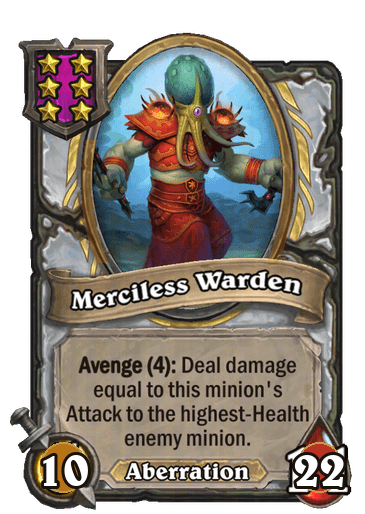 Merciless Warden
Avenge (4): Deal damage
equal to this minion's
Attack to the highest-Health
enemy minion.
10
Aberration
22